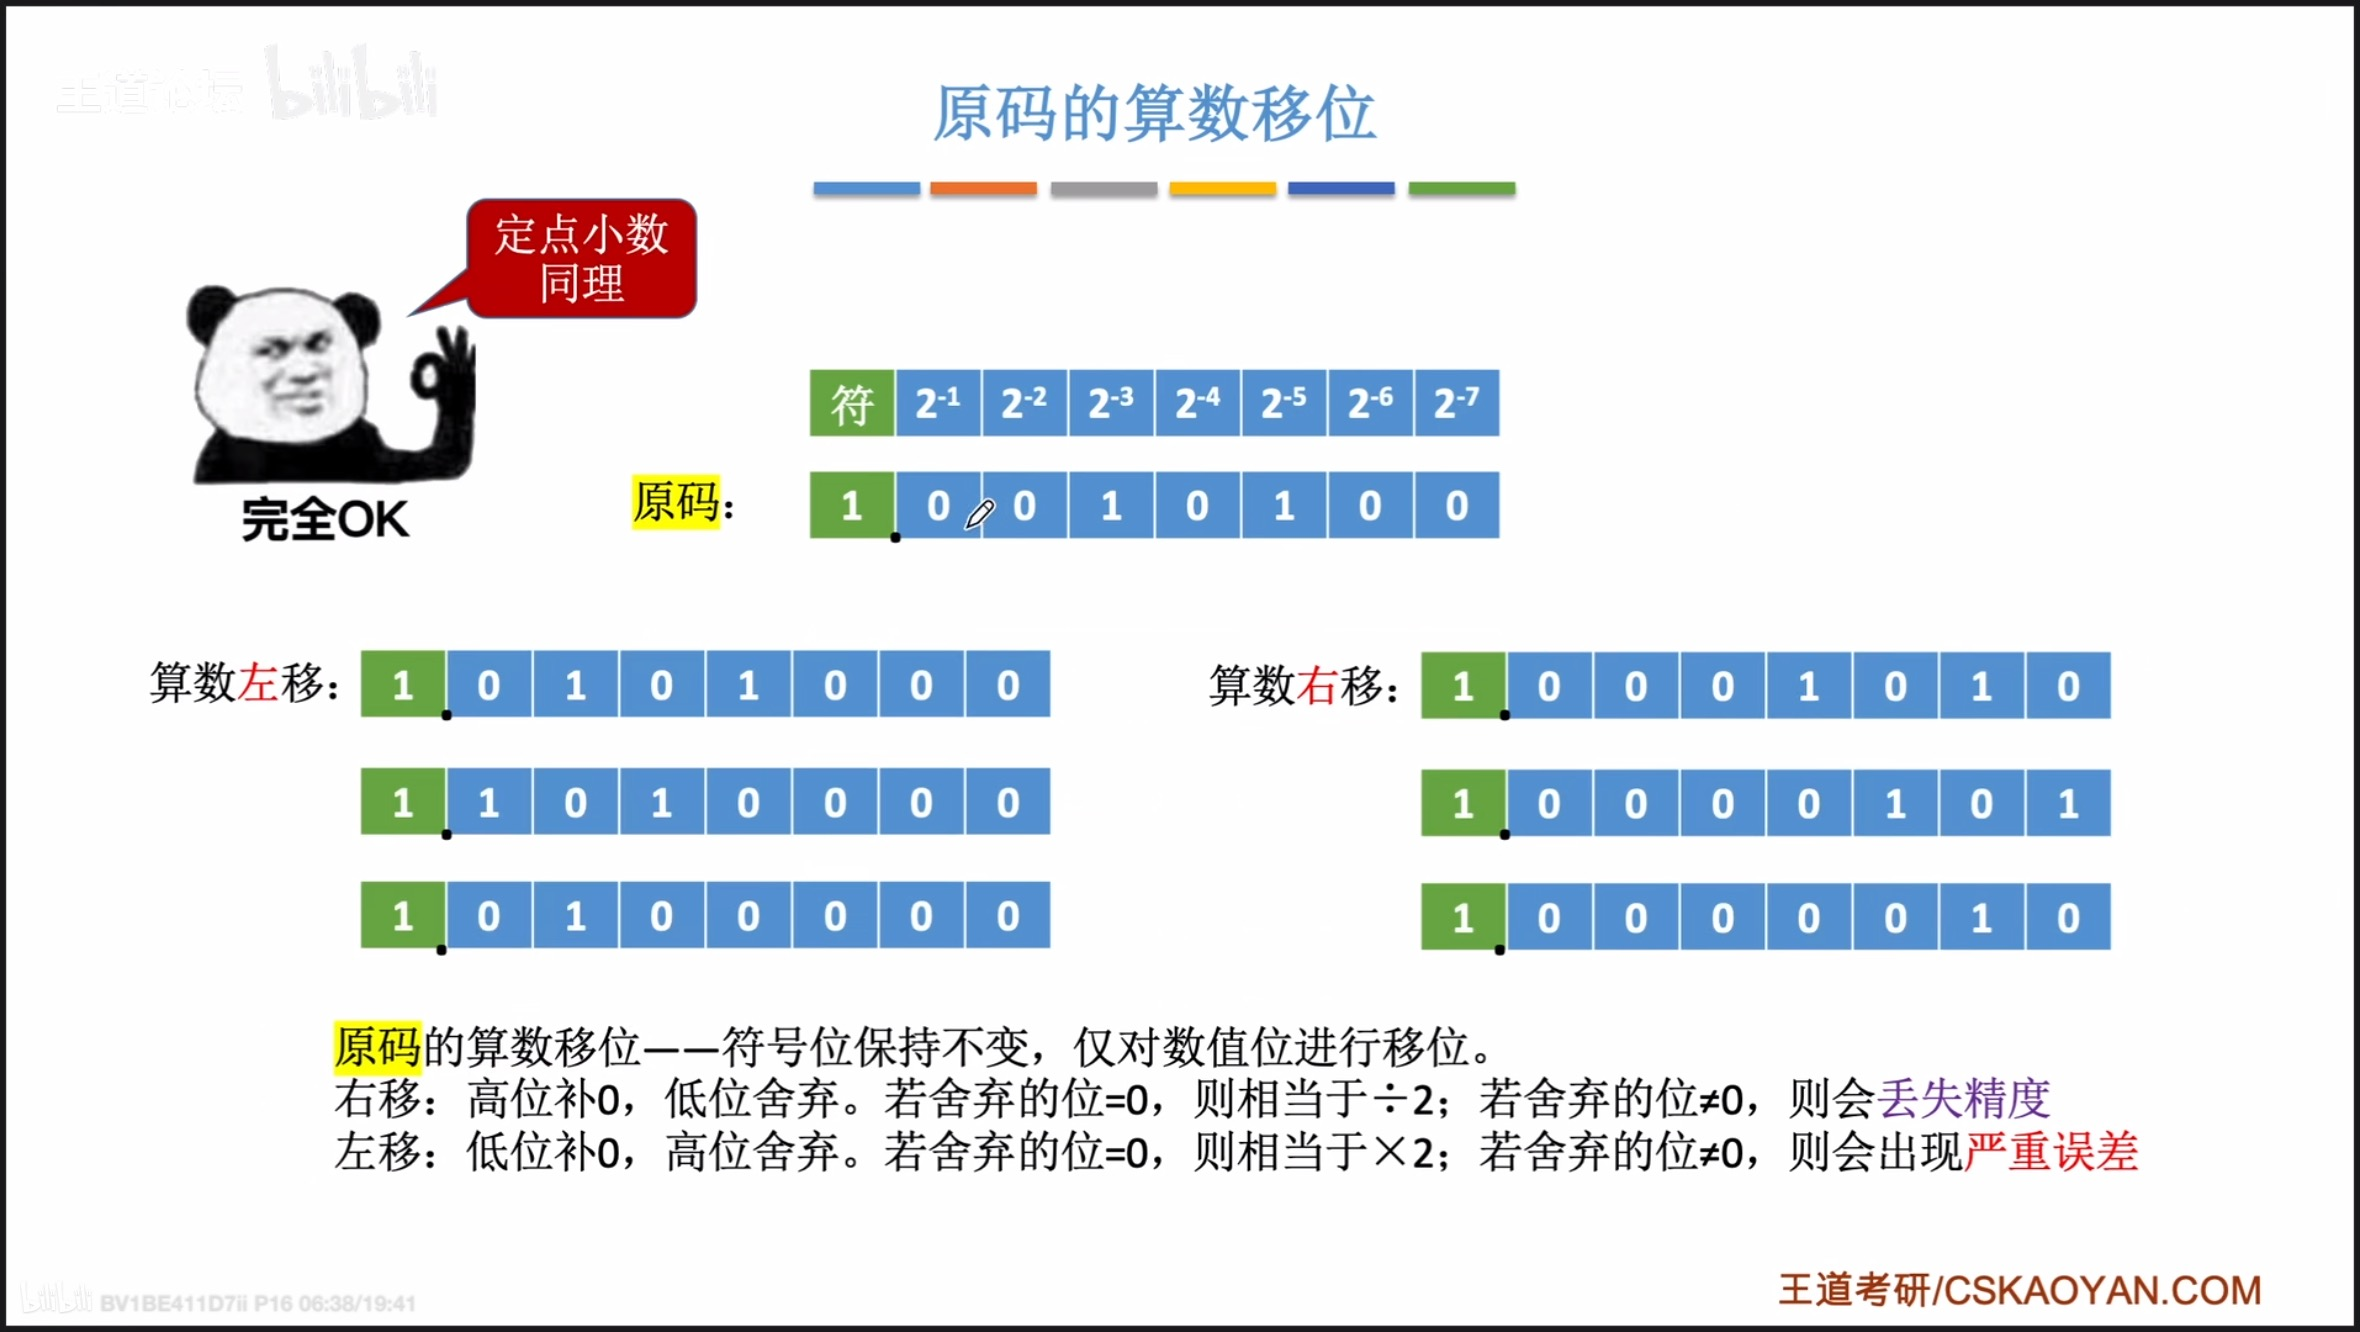 王道论坛 bilibili
原码的算数移位
定点小数
同理
完全OK
符 2⁻¹ 2⁻² 2⁻³ 2⁻⁴ 2⁻⁵ 2⁻⁶ 2⁻⁷
原码： 1 0 0 1 0 1 0 0
算数左移： 1 0 1 0 1 0 0 0
1 1 0 1 0 0 0 0
1 0 1 0 0 0 0 0
算数右移： 1 0 0 0 1 0 1 0
1 0 0 0 0 1 0 1
1 0 0 0 0 0 1 0
原码的算数移位——符号位保持不变，仅对数值位进行移位。
右移：高位补0，低位舍弃。若舍弃的位=0，则相当于÷2；若舍弃的位≠0，则会丢失精度
左移：低位补0，高位舍弃。若舍弃的位=0，则相当于×2；若舍弃的位≠0，则会出现严重误差
bilibili BV1BE411D7ii P16 06:38/19:41
王道考研/CSKAOYAN.COM